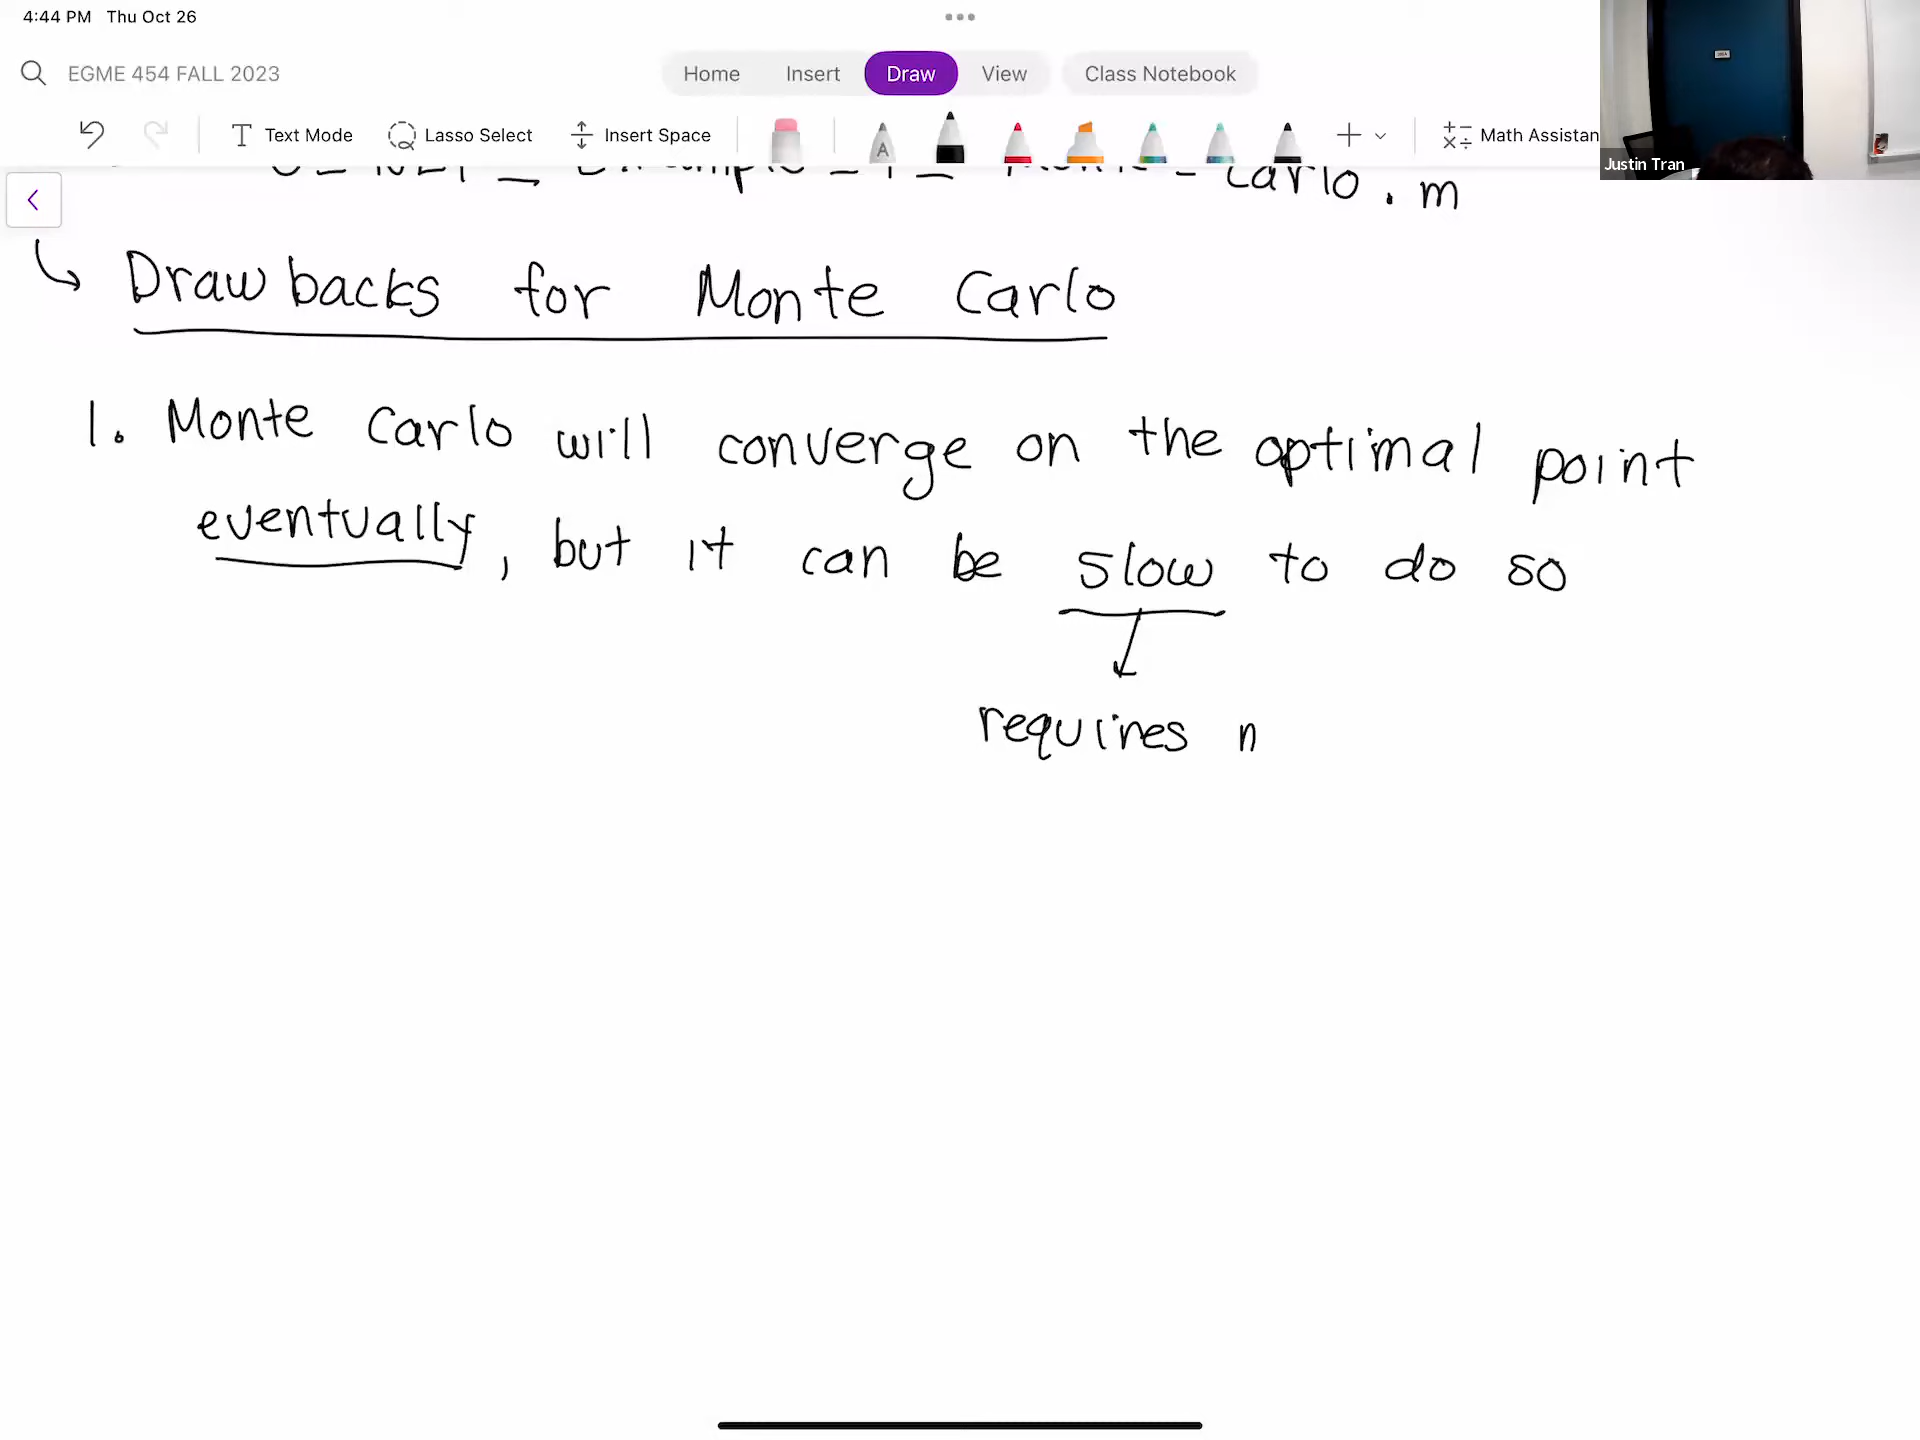 4:44 PM Thu Oct 26
EGME 454 FALL 2023
Home Insert Draw View Class Notebook
Text Mode Lasso Select Insert Space A Math Assistan
Justin Tran
Carlo.m
Drawbacks for Monte Carlo
1. Monte Carlo will converge on the optimal point
eventually, but it can be slow to do so
requires n